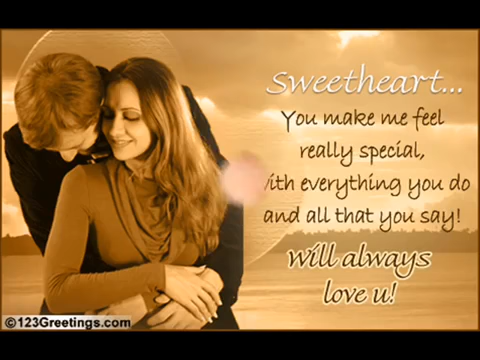 Sweetheart...
You make me feel
really special,
with everything you do
and all that you say!
will always
love u!
©123Greetings.com